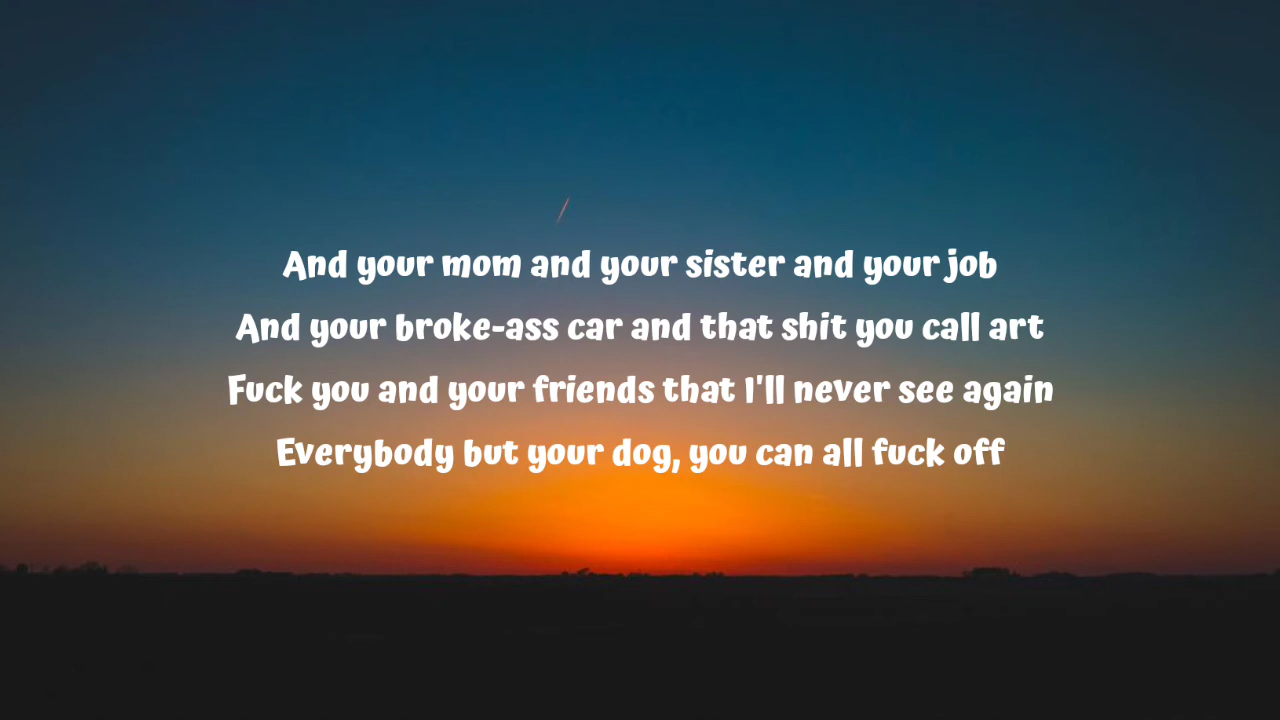 And your mom and your sister and your job
And your broke-ass car and that shit you call art
Fuck you and your friends that I'll never see again
Everybody but your dog, you can all fuck off